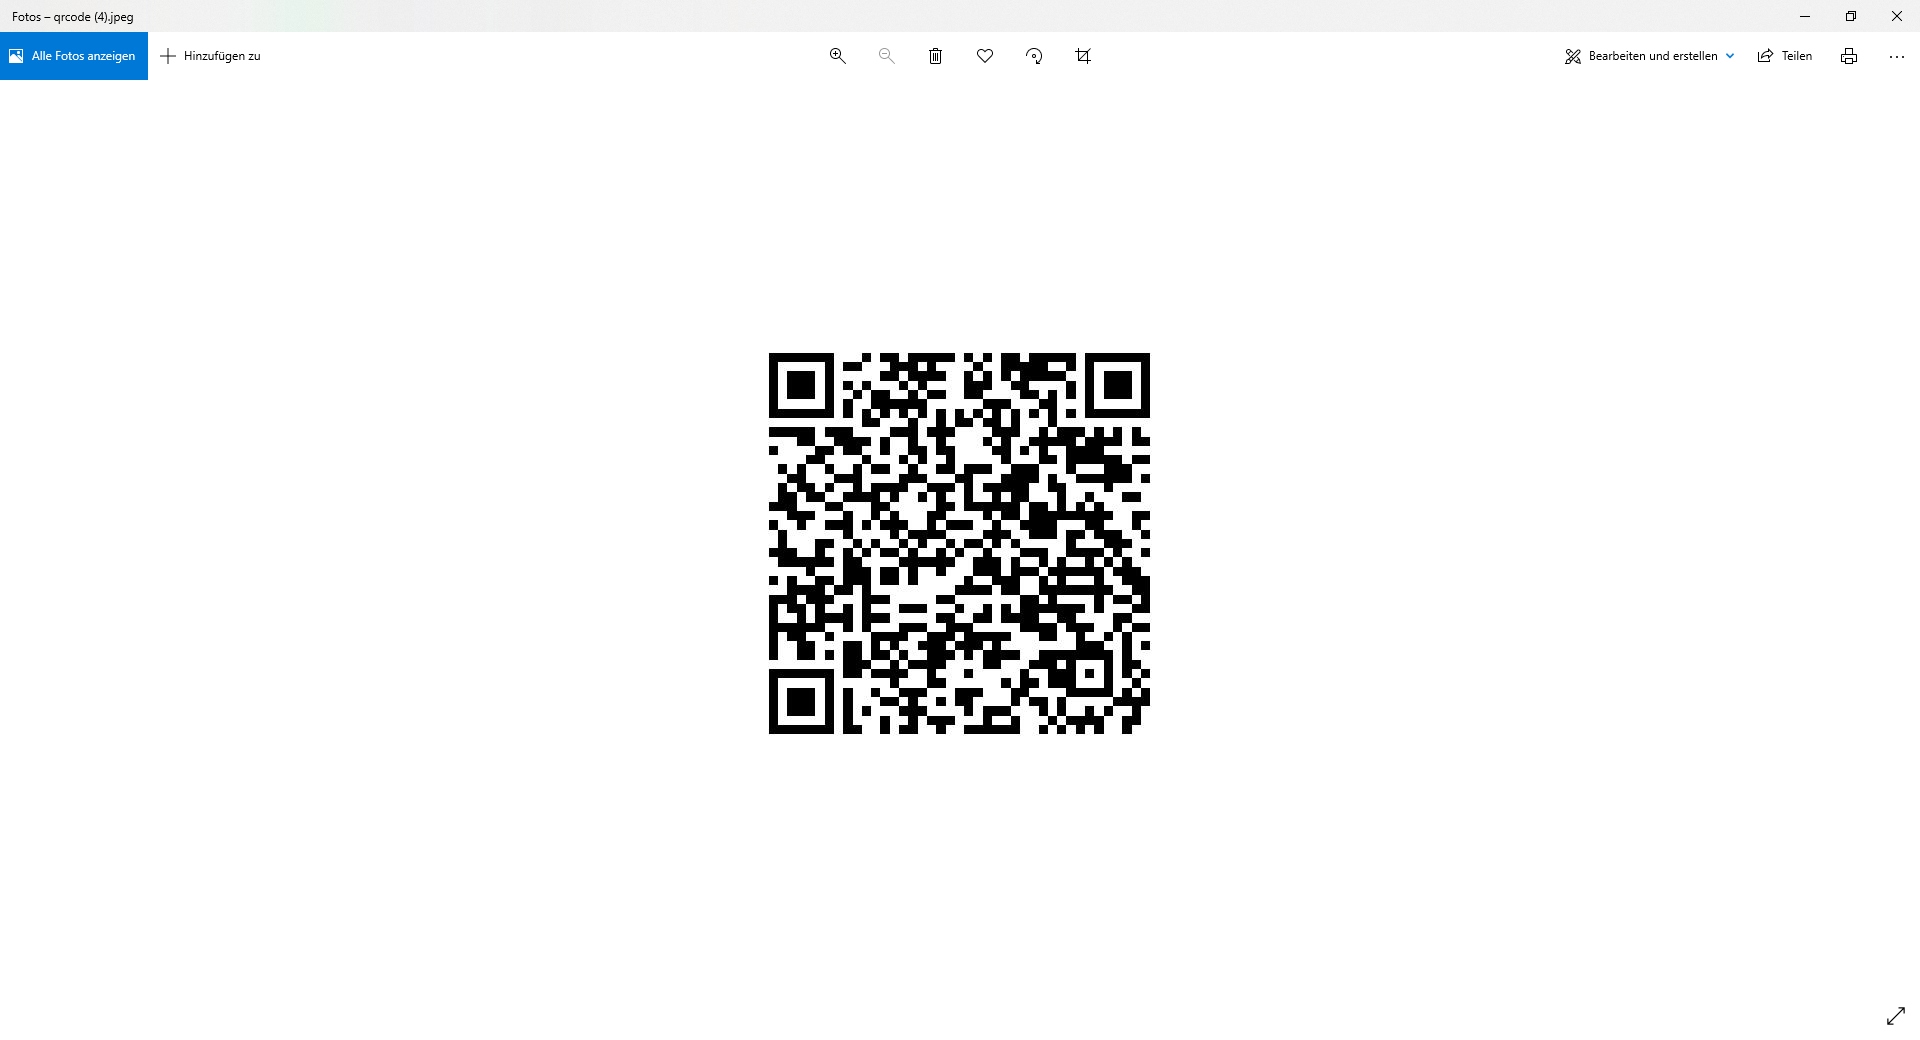 Fotos – qrcode (4).jpeg
Alle Fotos anzeigen
Hinzufügen zu
Bearbeiten und erstellen
Teilen